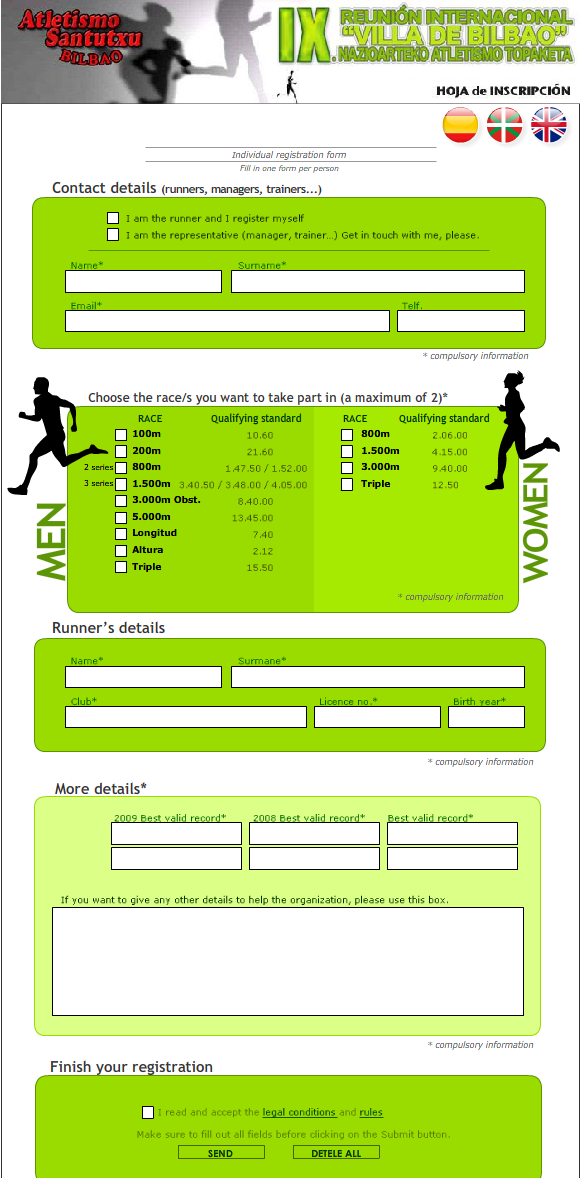 Atletismo
Santutxu
BILBAO
IX. REUNIÓN INTERNACIONAL
"VILLA DE BILBAO"
NAZIOARTEKO ATLETISMO TOPAKETA
HOJA de INSCRIPCIÓN
Individual registration form
Fill in one form per person
Contact details (runners, managers, trainers...)
I am the runner and I register myself
I am the representative (manager, trainer...) Get in touch with me, please.
Name* Surname*
Email* Telf.
* compulsory information
Choose the race/s you want to take part in (a maximum of 2)*
MEN
RACE Qualifying standard
100m 10.60
200m 21.60
2 series 800m 1.47.50 / 1.52.00
3 series 1.500m 3.40.50 / 3.48.00 / 4.05.00
3.000m Obst. 8.40.00
5.000m 13.45.00
Longitud 7.40
Altura 2.12
Triple 15.50
WOMEN
RACE Qualifying standard
800m 2.06.00
1.500m 4.15.00
3.000m 9.40.00
Triple 12.50
* compulsory information
Runner's details
Name* Surmane*
Club* Licence no.* Birth year*
* compulsory information
More details*
2009 Best valid record* 2008 Best valid record* Best valid record*
If you want to give any other details to help the organization, please use this box.
* compulsory information
Finish your registration
I read and accept the legal conditions and rules
Make sure to fill out all fields before clicking on the Submit button.
SEND DETELE ALL